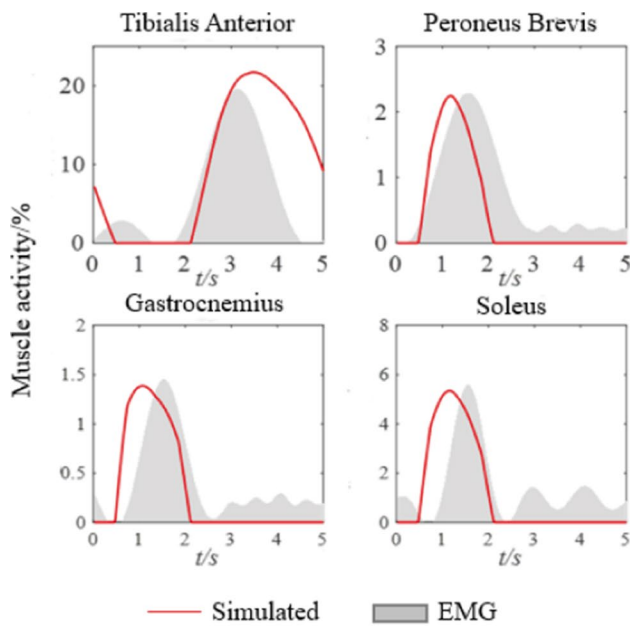 Tibialis Anterior
Peroneus Brevis
20
10
0
0 1 2 3 4 5
t/s
3
2
1
0
0 1 2 3 4 5
t/s
Muscle activity/%
Gastrocnemius
Soleus
2
1.5
1
0.5
0
0 1 2 3 4 5
t/s
8
6
4
2
0
0 1 2 3 4 5
t/s
Simulated
EMG